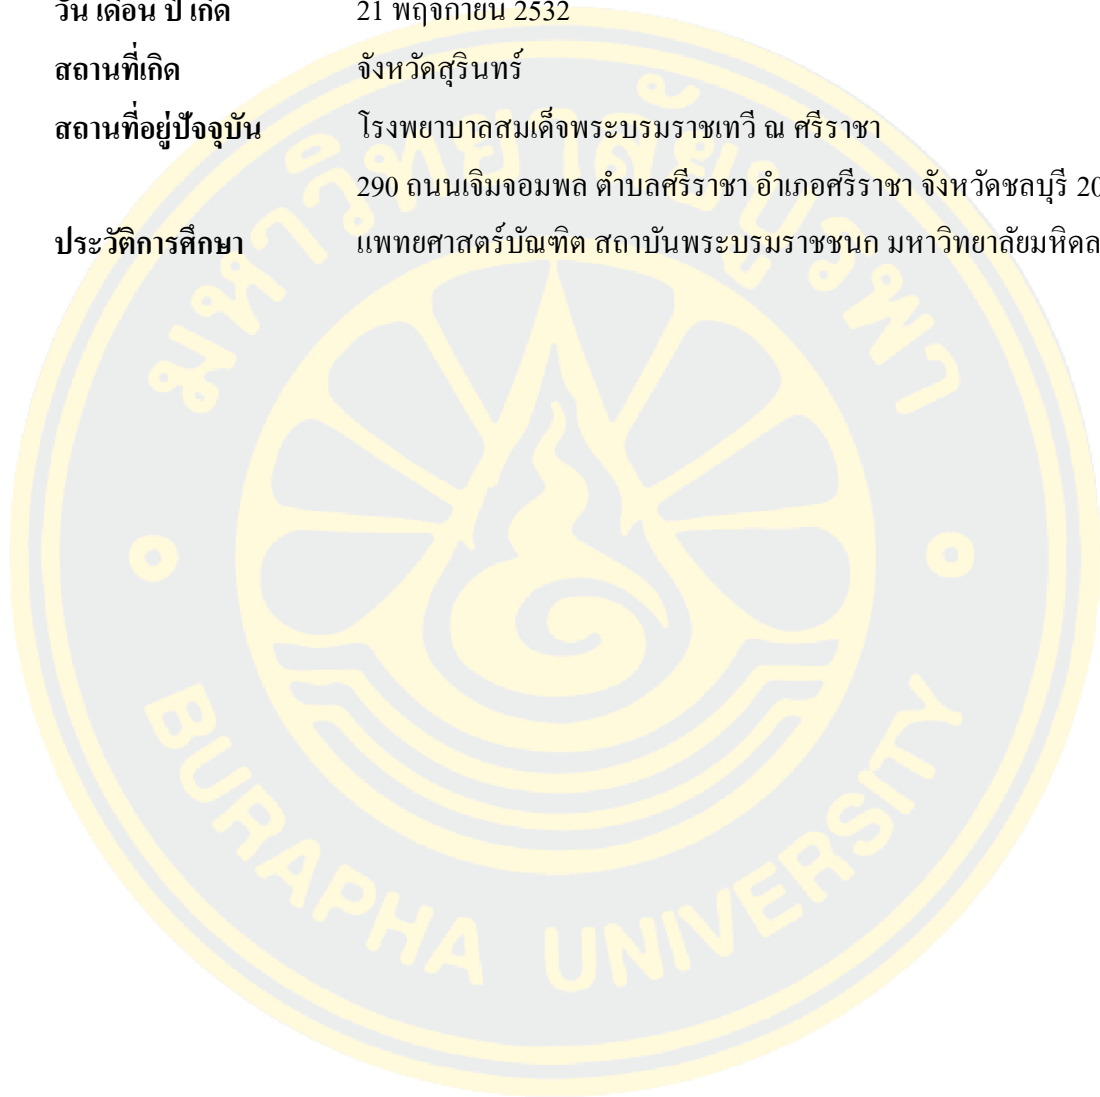 วัน เดือน ปี เกิด 21 พฤศจิกายน 2532
สถานที่เกิด จังหวัดสุรินทร์
สถานที่อยู่ปัจจุบัน โรงพยาบาลสมเด็จพระบรมราชเทวี ณ ศรีราชา
290 ถนนเจิมจอมพล ตำบลศรีราชา อำเภอศรีราชา จังหวัดชลบุรี 20
ประวัติการศึกษา แพทยศาสตร์บัณฑิต สถาบันพระบรมราชชนก มหาวิทยาลัยมหิดล
มหาวิทยาลัยบูรพา
BURAPHA UNIVERSITY